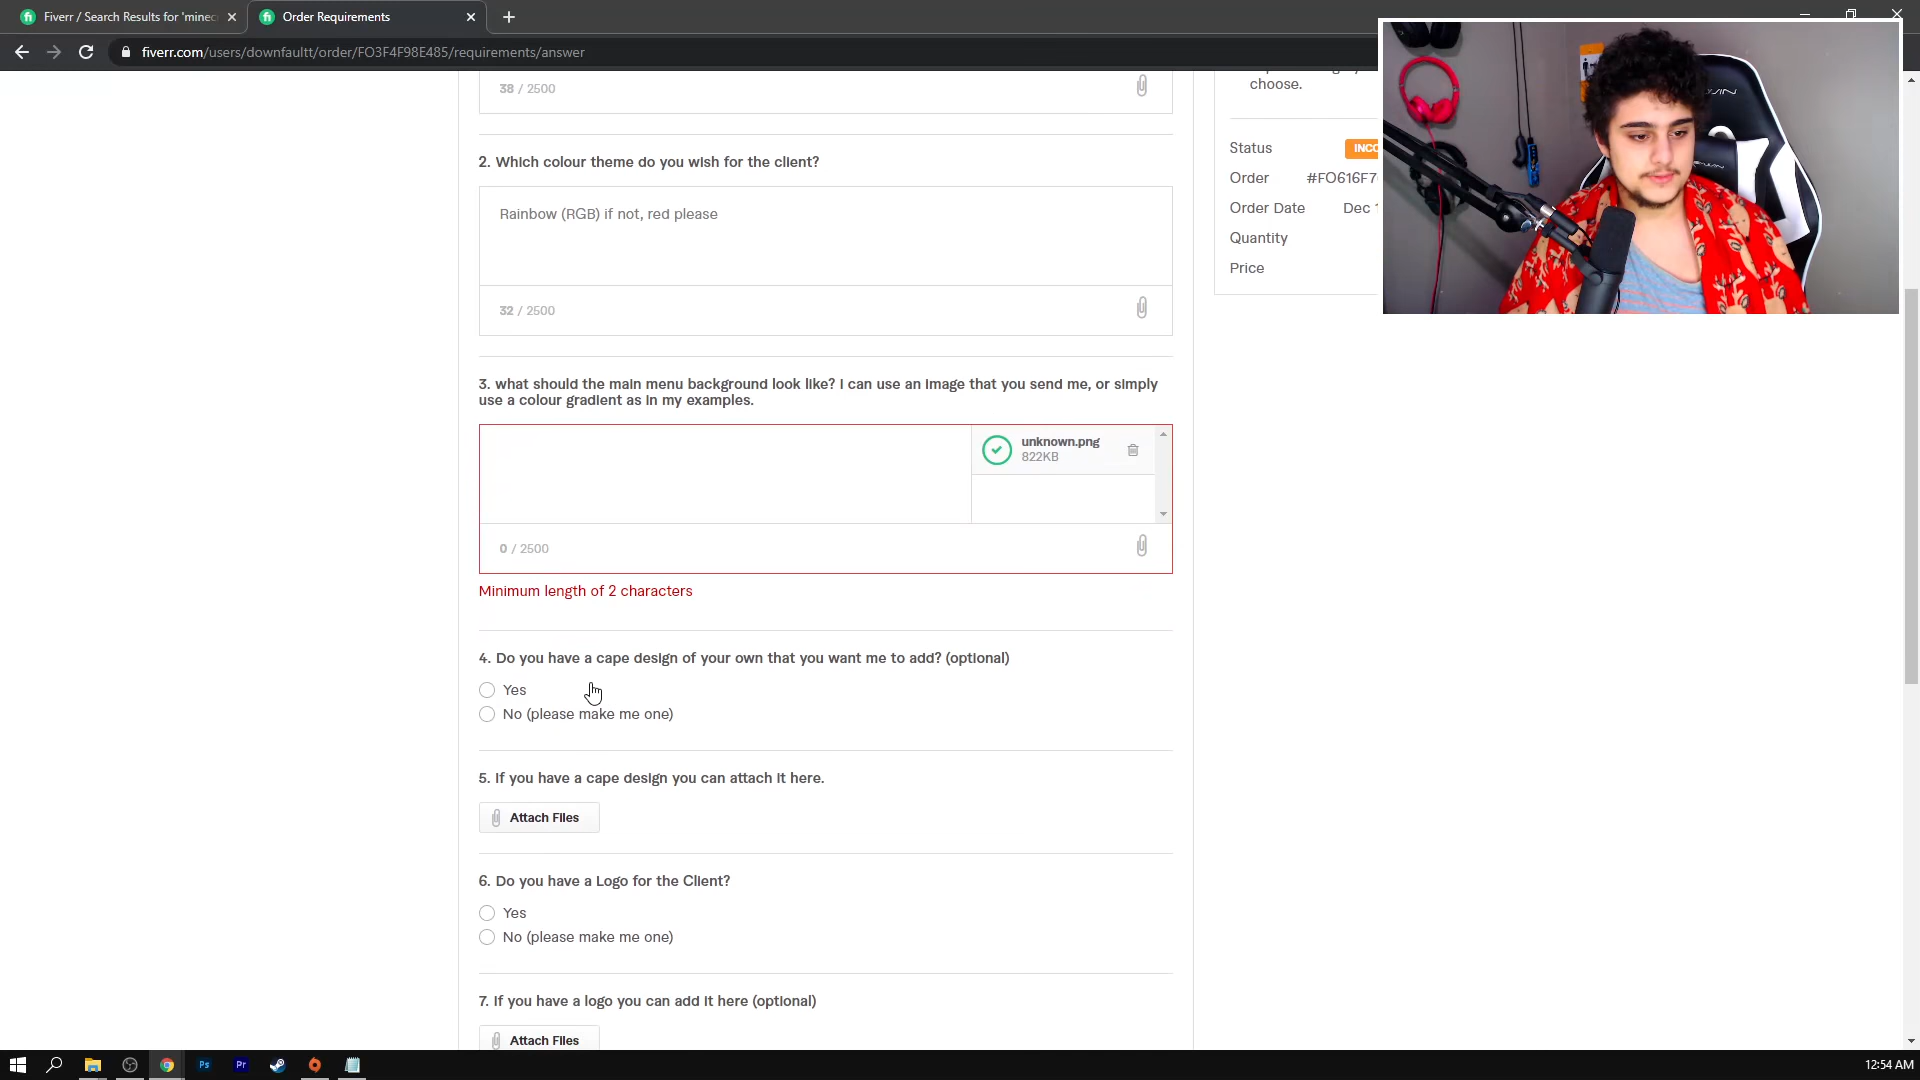 Fiverr / Search Results for 'minec
Order Requirements
fiverr.com/users/downfaultt/order/FO3F4F98E485/requirements/answer
choose.
38 / 2500
Status
INCO
2. Which colour theme do you wish for the client?
Order #FO616F7
Order Date Dec
Rainbow (RGB) if not, red please
Quantity
Price
32 / 2500
3. what should the main menu background look like? I can use an image that you send me, or simply
use a colour gradient as in my examples.
unknown.png
822KB
0 / 2500
Minimum length of 2 characters
4. Do you have a cape design of your own that you want me to add? (optional)
Yes
No (please make me one)
5. If you have a cape design you can attach it here.
Attach Files
6. Do you have a Logo for the Client?
Yes
No (please make me one)
7. If you have a logo you can add it here (optional)
Attach Files
Ps
Pr
12:54 AM